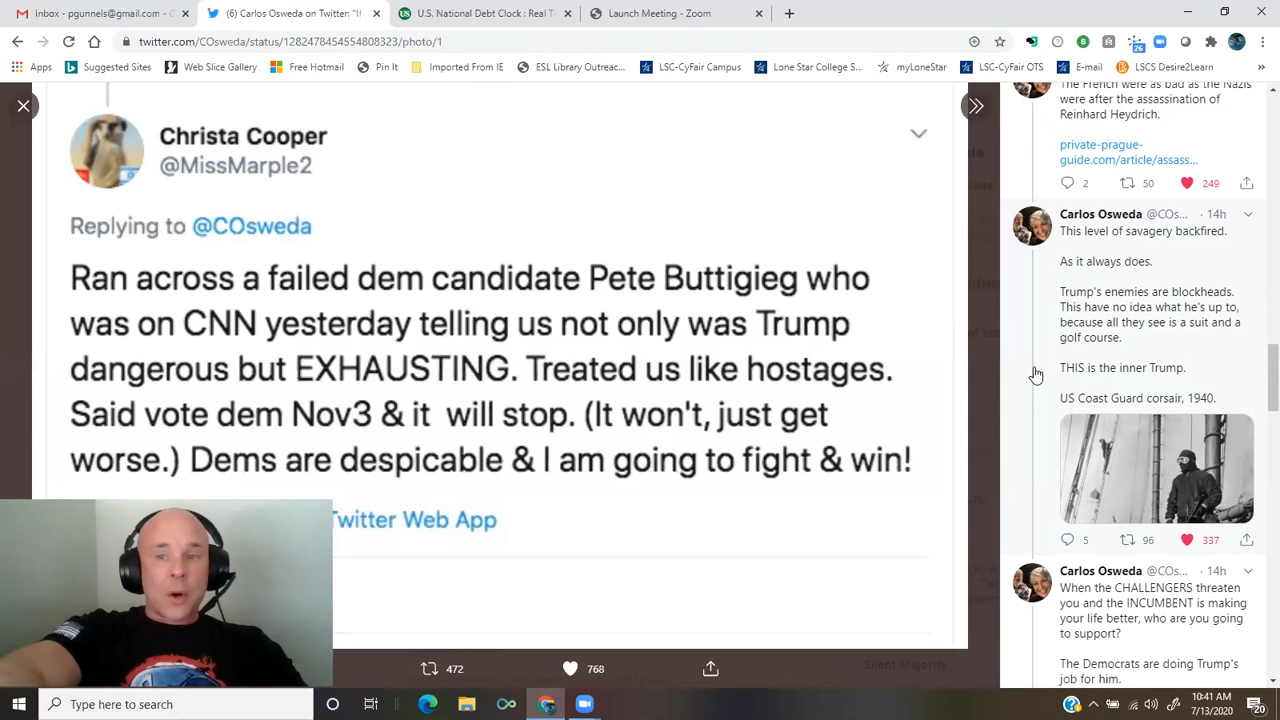 Inbox - pgunnels@gmail.com - G
(6) Carlos Osweda on Twitter: "If
U.S. National Debt Clock : Real T
Launch Meeting - Zoom
twitter.com/COsweda/status/1282478454554808323/photo/1
26
Apps
Suggested Sites
Web Slice Gallery
Free Hotmail
Pin It
Imported From IE
ESL Library Outreac...
LSC-CyFair Campus
Lone Star College S...
myLoneStar
LSC-CyFair OTS
E-mail
LSCS Desire2Learn
Christa Cooper
@MissMarple2
Replying to @COsweda
Ran across a failed dem candidate Pete Buttigieg who
was on CNN yesterday telling us not only was Trump
dangerous but EXHAUSTING. Treated us like hostages.
Said vote dem Nov3 & it will stop. (It won't, just get
worse.) Dems are despicable & I am going to fight & win!
Twitter Web App
472
768
Silent Majority
The French were as bad as the Nazis
were after the assassination of
Reinhard Heydrich.
private-prague-
guide.com/article/assass...
2
50
249
Carlos Osweda @COs... · 14h
This level of savagery backfired.
As it always does.
Trump's enemies are blockheads.
This have no idea what he's up to,
because all they see is a suit and a
golf course.
THIS is the inner Trump.
US Coast Guard corsair, 1940.
5
96
337
Carlos Osweda @COs... · 14h
When the CHALLENGERS threaten
you and the INCUMBENT is making
your life better, who are you going
to support?
The Democrats are doing Trump's
job for him.
Type here to search
10:41 AM
7/13/2020
20